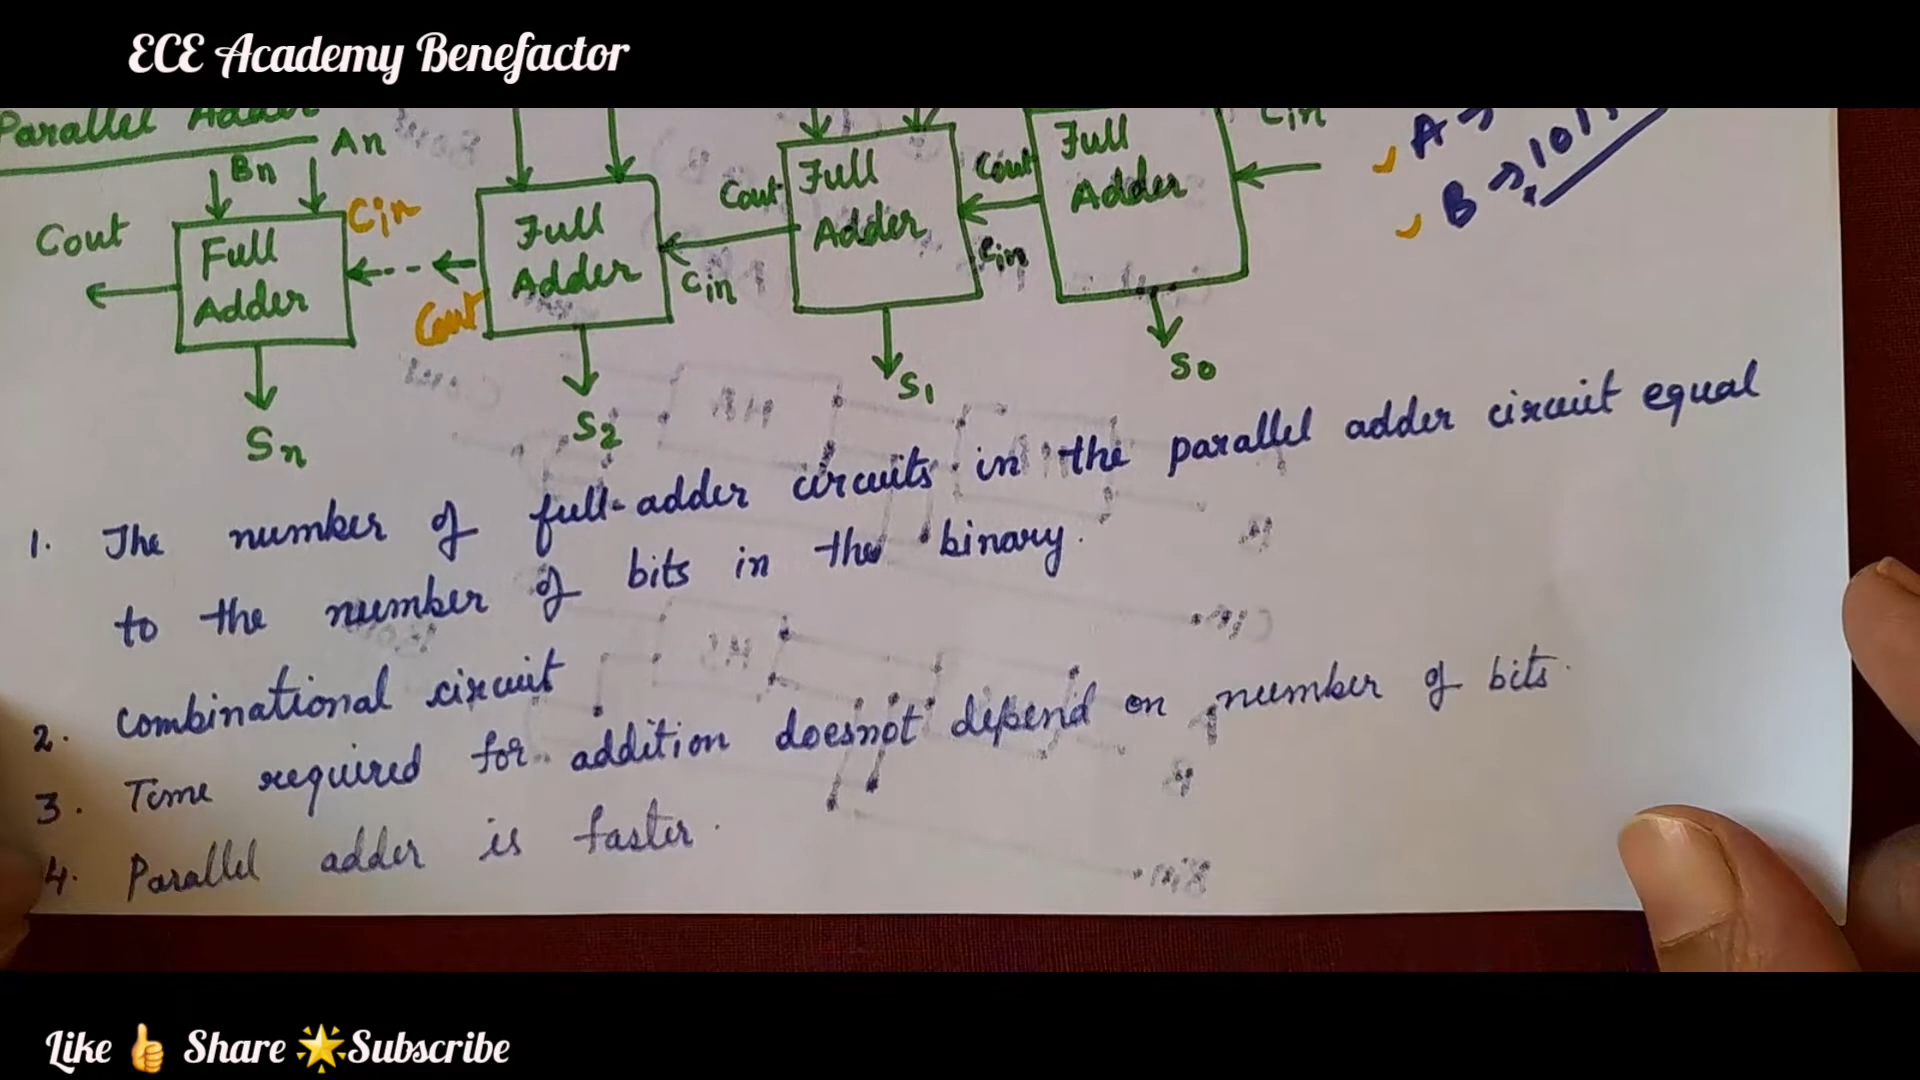 ECE Academy Benefactor
Parallel Adder
Bn An
Cin
A →
B → 101
Cout Full Adder Cin
Cout Full Adder Cin
Cout Full Adder Cin
Cout Full Adder
Sn S2 S1 S0
1. The number of full-adder circuits in the parallel adder circuit equal
to the number of bits in the binary.
2. Combinational circuit
3. Time required for addition doesnot depend on number of bits.
4. Parallel adder is faster.
Like 👍 Share 🌟Subscribe